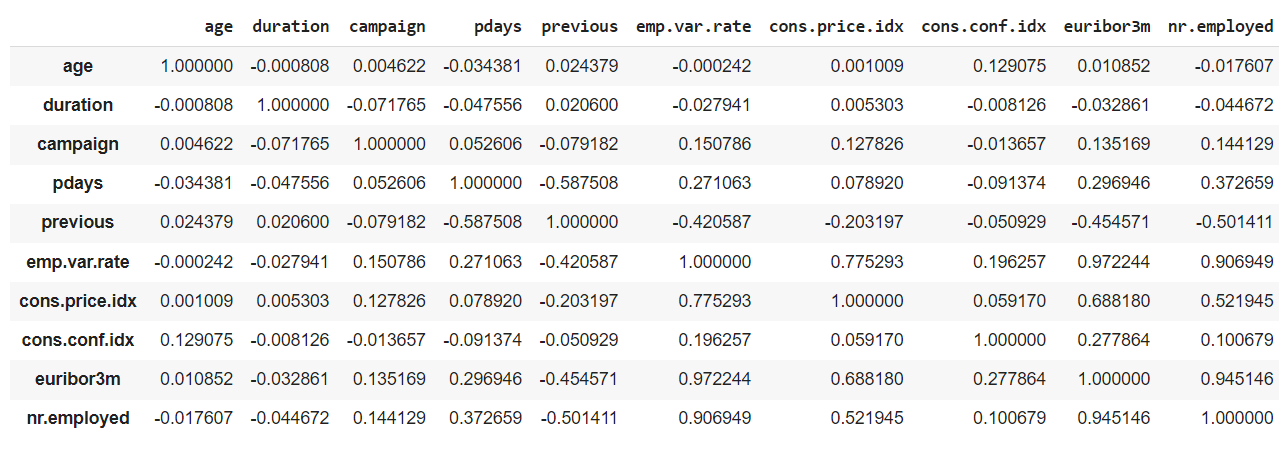 age duration campaign pdays previous emp.var.rate cons.price.idx cons.conf.idx euribor3m nr.employed
age 1.000000 -0.000808 0.004622 -0.034381 0.024379 -0.000242 0.001009 0.129075 0.010852 -0.017607
duration -0.000808 1.000000 -0.071765 -0.047556 0.020600 -0.027941 0.005303 -0.008126 -0.032861 -0.044672
campaign 0.004622 -0.071765 1.000000 0.052606 -0.079182 0.150786 0.127826 -0.013657 0.135169 0.144129
pdays -0.034381 -0.047556 0.052606 1.000000 -0.587508 0.271063 0.078920 -0.091374 0.296946 0.372659
previous 0.024379 0.020600 -0.079182 -0.587508 1.000000 -0.420587 -0.203197 -0.050929 -0.454571 -0.501411
emp.var.rate -0.000242 -0.027941 0.150786 0.271063 -0.420587 1.000000 0.775293 0.196257 0.972244 0.906949
cons.price.idx 0.001009 0.005303 0.127826 0.078920 -0.203197 0.775293 1.000000 0.059170 0.688180 0.521945
cons.conf.idx 0.129075 -0.008126 -0.013657 -0.091374 -0.050929 0.196257 0.059170 1.000000 0.277864 0.100679
euribor3m 0.010852 -0.032861 0.135169 0.296946 -0.454571 0.972244 0.688180 0.277864 1.000000 0.945146
nr.employed -0.017607 -0.044672 0.144129 0.372659 -0.501411 0.906949 0.521945 0.100679 0.945146 1.000000